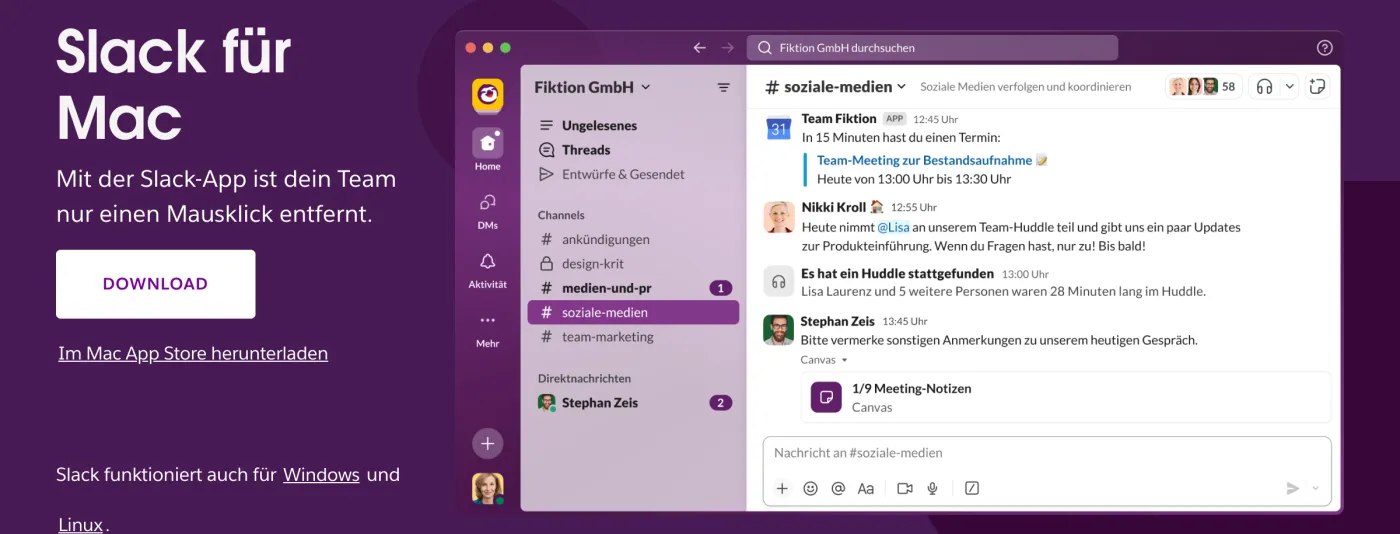 Slack für
Mac
Mit der Slack-App ist dein Team
nur einen Mausklick entfernt.
DOWNLOAD
Im Mac App Store herunterladen
Slack funktioniert auch für Windows und
Linux.
Fiktion GmbH durchsuchen
Home
DMs
Aktivität
Mehr
Fiktion GmbH
Ungelesenes
Threads
Entwürfe & Gesendet
Channels
# ankündigungen
design-krit
# medien-und-pr 1
# soziale-medien
# team-marketing
Direktnachrichten
Stephan Zeis 2
# soziale-medien Soziale Medien verfolgen und koordinieren 58
31
Team Fiktion APP 12:45 Uhr
In 15 Minuten hast du einen Termin:
Team-Meeting zur Bestandsaufnahme
Heute von 13:00 Uhr bis 13:30 Uhr
Nikki Kroll 12:55 Uhr
Heute nimmt @Lisa an unserem Team-Huddle teil und gibt uns ein paar Updates
zur Produkteinführung. Wenn du Fragen hast, nur zu! Bis bald!
Es hat ein Huddle stattgefunden 13:00 Uhr
Lisa Laurenz und 5 weitere Personen waren 28 Minuten lang im Huddle.
Stephan Zeis 13:45 Uhr
Bitte vermerke sonstigen Anmerkungen zu unserem heutigen Gespräch.
Canvas
1/9 Meeting-Notizen
Canvas
Nachricht an #soziale-medien
Aa